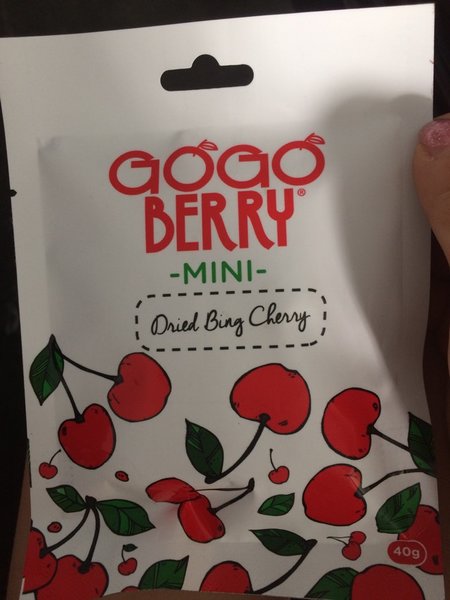 GOGO
BERRY®
-MINI-
Dried Bing Cherry
40g